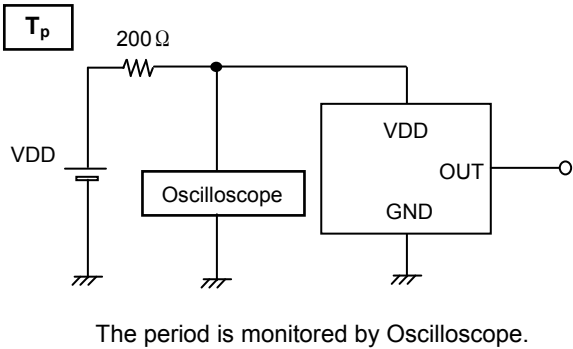 Tp
200Ω
VDD
Oscilloscope
VDD
OUT
GND
The period is monitored by Oscilloscope.